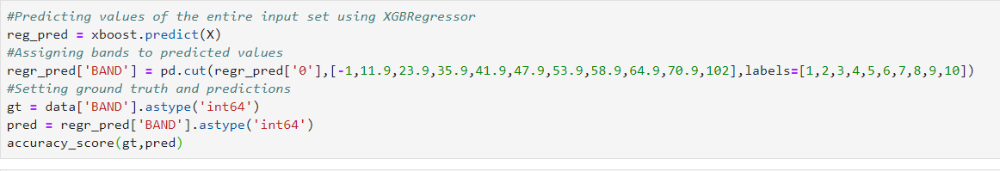 #Predicting values of the entire input set using XGBRegressor
reg_pred = xboost.predict(X)
#Assigning bands to predicted values
regr_pred['BAND'] = pd.cut(regr_pred['0'],[-1,11.9,23.9,35.9,41.9,47.9,53.9,58.9,64.9,70.9,102],labels=[1,2,3,4,5,6,7,8,9,10])
#Setting ground truth and predictions
gt = data['BAND'].astype('int64')
pred = regr_pred['BAND'].astype('int64')
accuracy_score(gt,pred)